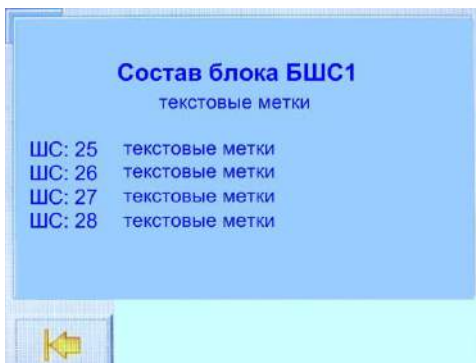 Состав блока БШС1
текстовые метки
ШС: 25 текстовые метки
ШС: 26 текстовые метки
ШС: 27 текстовые метки
ШС: 28 текстовые метки